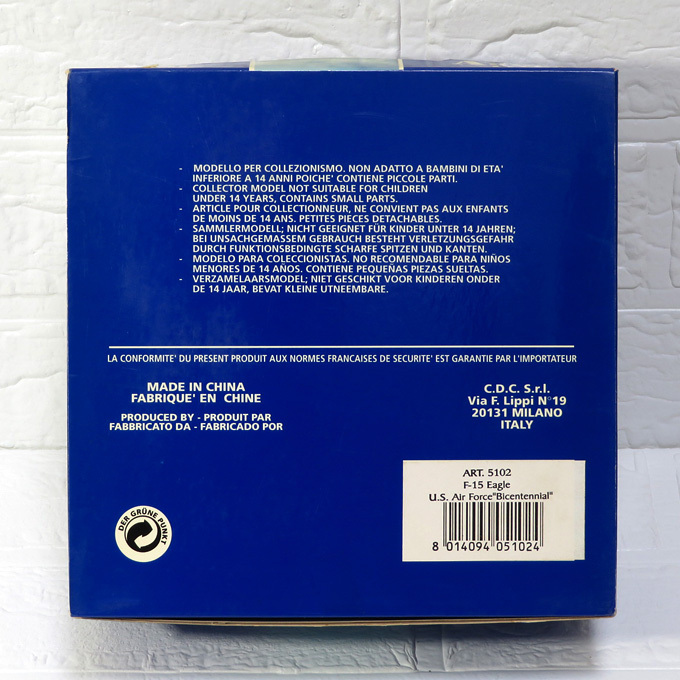 - MODELLO PER COLLEZIONISMO. NON ADATTO A BAMBINI DI ETA'
INFERIORE A 14 ANNI POICHE' CONTIENE PICCOLE PARTI.
- COLLECTOR MODEL NOT SUITABLE FOR CHILDREN
UNDER 14 YEARS, CONTAINS SMALL PARTS.
- ARTICLE POUR COLLECTIONNEUR, NE CONVIENT PAS AUX ENFANTS
DE MOINS DE 14 ANS. PETITES PIÈCES DETACHABLES.
- SAMMLERMODELL; NICHT GEEIGNET FÜR KINDER UNTER 14 JAHREN;
BEI UNSACHGEMASSEM GEBRAUCH BESTEHT VERLETZUNGSGEFAHR
DURCH FUNKTIONSBEDINGTE SCHARFE SPITZEN UND KANTEN.
- MODELO PARA COLECCIONISTAS. NO RECOMENDABLE PARA NIÑOS
MENORES DE 14 AÑOS. CONTIENE PEQUEÑAS PIEZAS SUELTAS.
- VERZAMELAARSMODEL; NIET GESCHIKT VOOR KINDEREN ONDER
DE 14 JAAR, BEVAT KLEINE UTNEEMBARE.
LA CONFORMITE' DU PRESENT PRODUIT AUX NORMES FRANCAISES DE SECURITE' EST GARANTIE PAR L'IMPORTATEUR
MADE IN CHINA
FABRIQUE' EN CHINE
PRODUCED BY - PRODUIT PAR
FABBRICATO DA - FABRICADO POR
C.D.C. S.r.l.
Via F. Lippi N°19
20131 MILANO
ITALY
DER GRÜNE PUNKT
ART. 5102
F-15 Eagle
U.S. Air Force"Bicentennial"
8 014094 051024